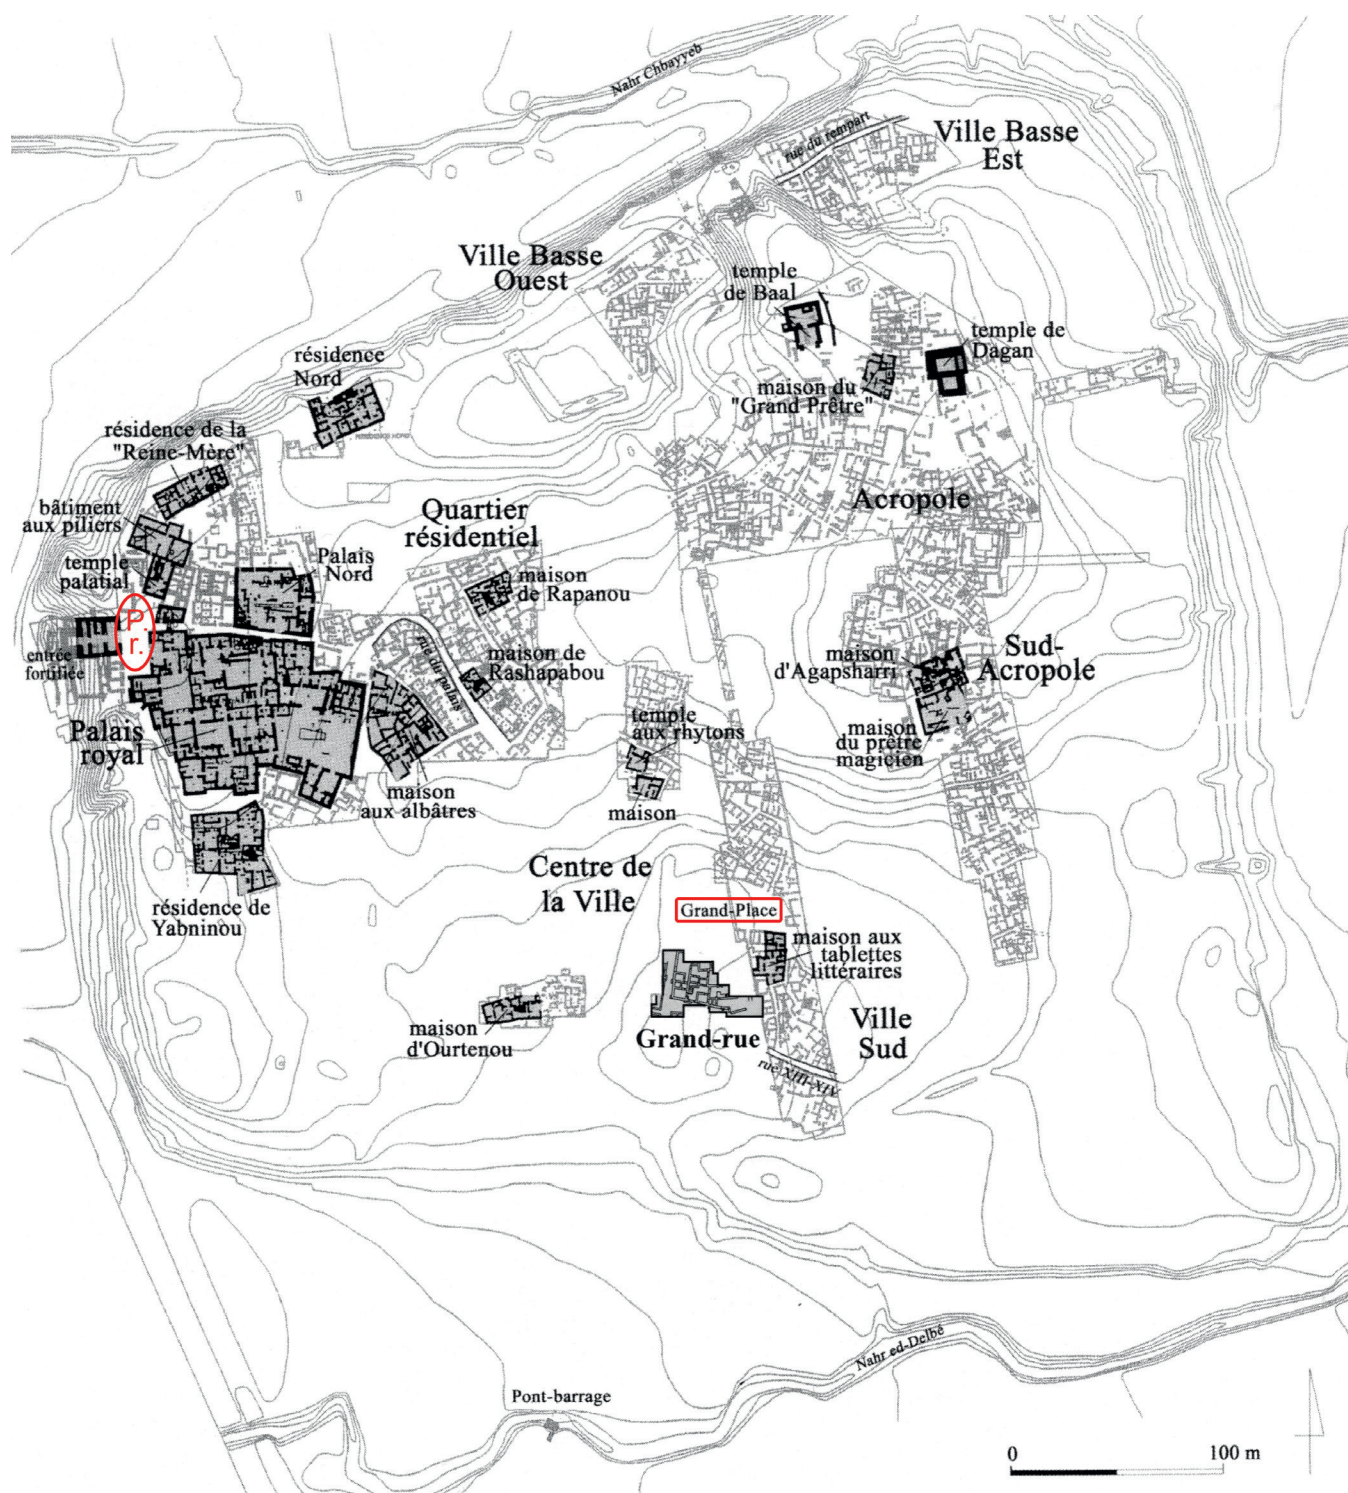 Nahr Chbayyeb
rue du rempart
Ville Basse
Est
Ville Basse
Ouest
temple
de Baal
temple de
Dagan
résidence
Nord
maison du
"Grand Prêtre"
résidence de la
"Reine-Mère"
Acropole
bâtiment
aux piliers
Quartier
résidentiel
temple
palatial
Palais
Nord
maison
de Rapanou
P.
r.
entrée
fortifiée
rue du palais
maison de
Rashapabou
maison
d'Agapsharri
Sud-
Acropole
Palais
royal
temple
aux rhytons
maison
du prêtre
magicien
maison
aux albâtres
maison
Centre de
la Ville
résidence de
Yabninou
Grand-Place
maison aux
tablettes
littéraires
maison
d'Ourtenou
Grand-rue
Ville
Sud
rue XIII-XIV
Nahr ed-Delbé
Pont-barrage
0 100 m